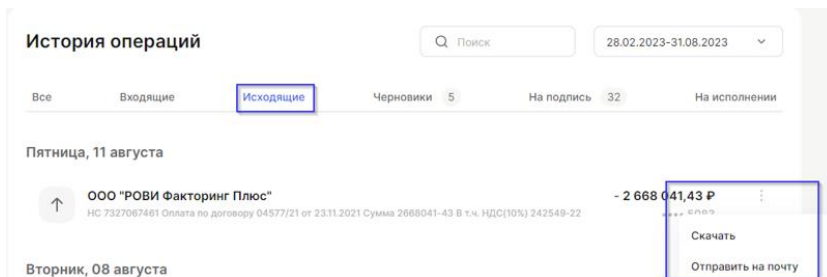 История операций
Поиск
28.02.2023-31.08.2023
Все Входящие Исходящие Черновики 5 На подпись 32 На исполнении
Пятница, 11 августа
ООО "РОВИ Факторинг Плюс" - 2 668 041,43 ₽
НС 7327067461 Оплата по договору 04577/21 от 23.11.2021 Сумма 2668041-43 В т.ч. НДС(10%) 242549-22
Скачать
Отправить на почту
Вторник, 08 августа